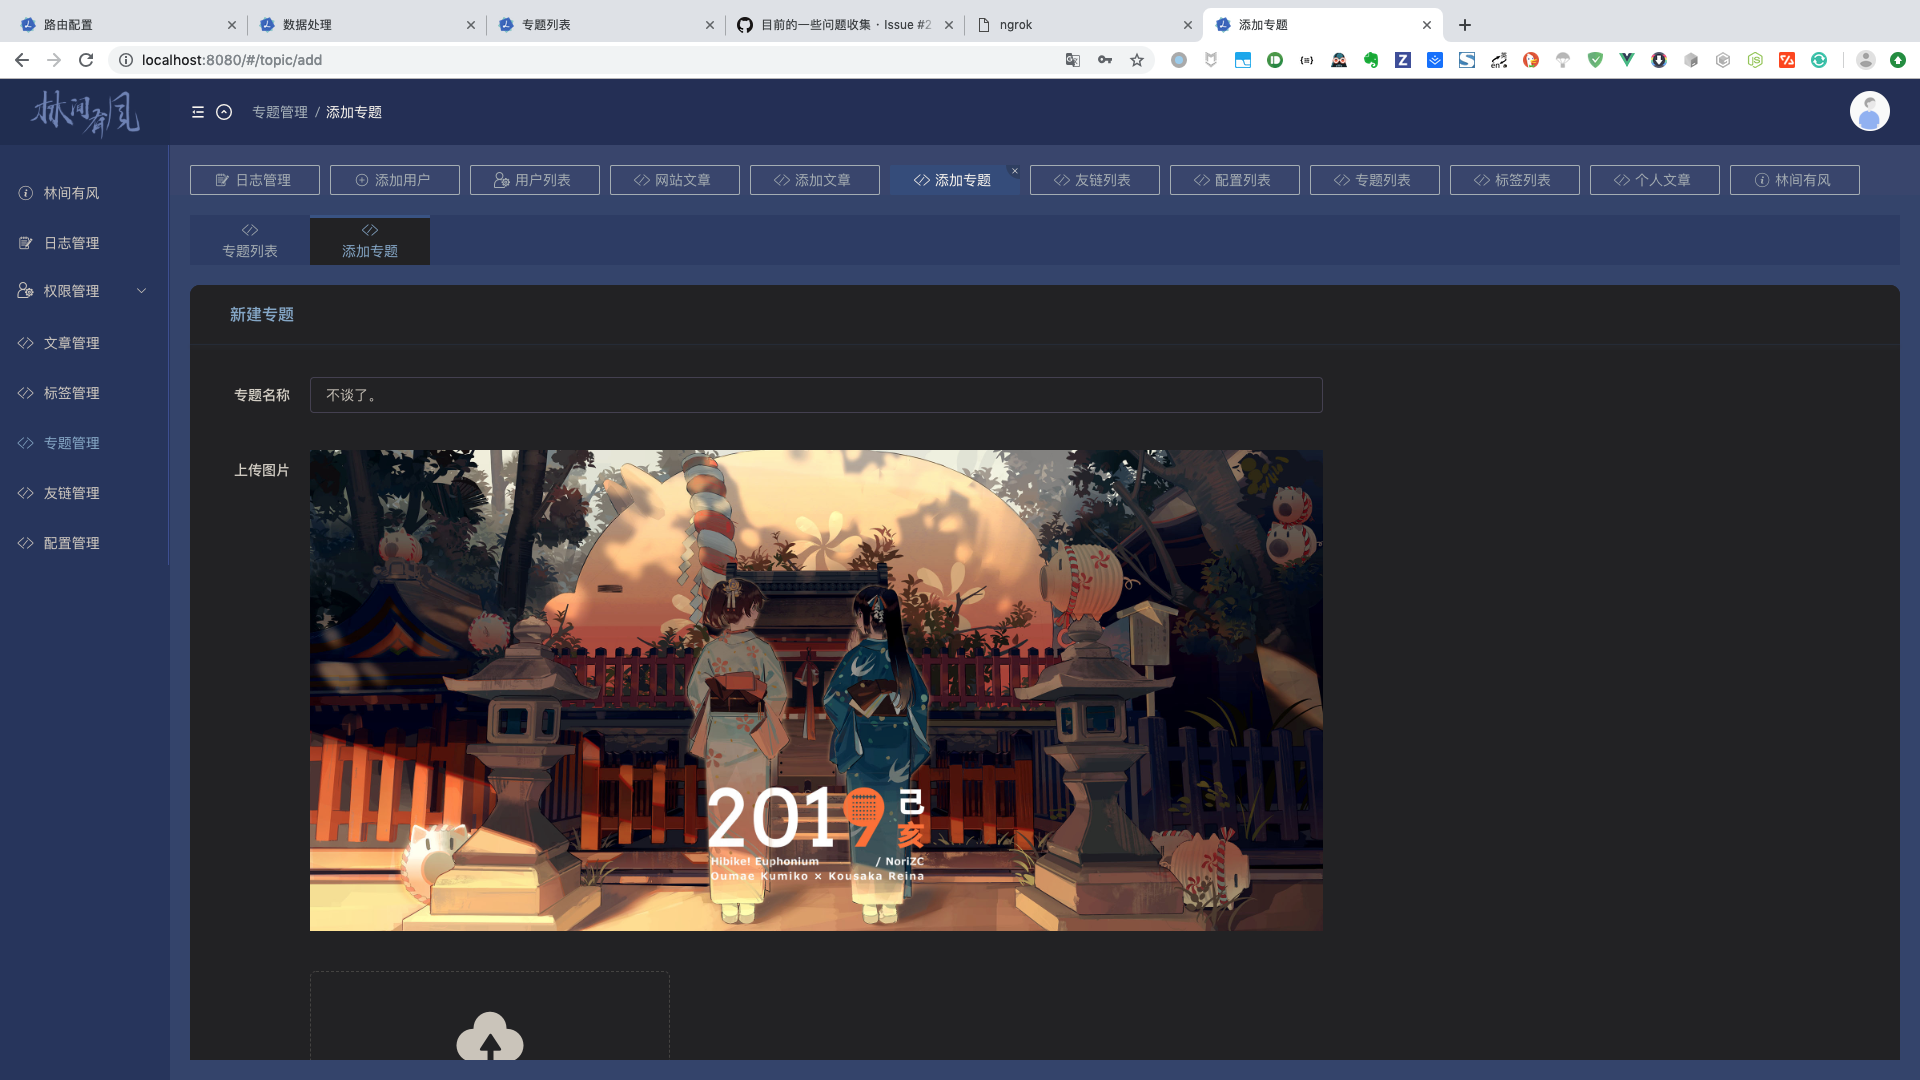 路由配置
数据处理
专题列表
目前的一些问题收集 · Issue #2
ngrok
添加专题
localhost:8080/#/topic/add
林间有风
专题管理 / 添加专题
日志管理
添加用户
用户列表
网站文章
添加文章
添加专题
友链列表
配置列表
专题列表
标签列表
个人文章
林间有风
专题列表
添加专题
林间有风
日志管理
权限管理
文章管理
标签管理
专题管理
友链管理
配置管理
新建专题
专题名称
不谈了。
上传图片
2019 己亥
Hibike! Euphonium / NoriZC
Oumae Kumiko × Kousaka Reina